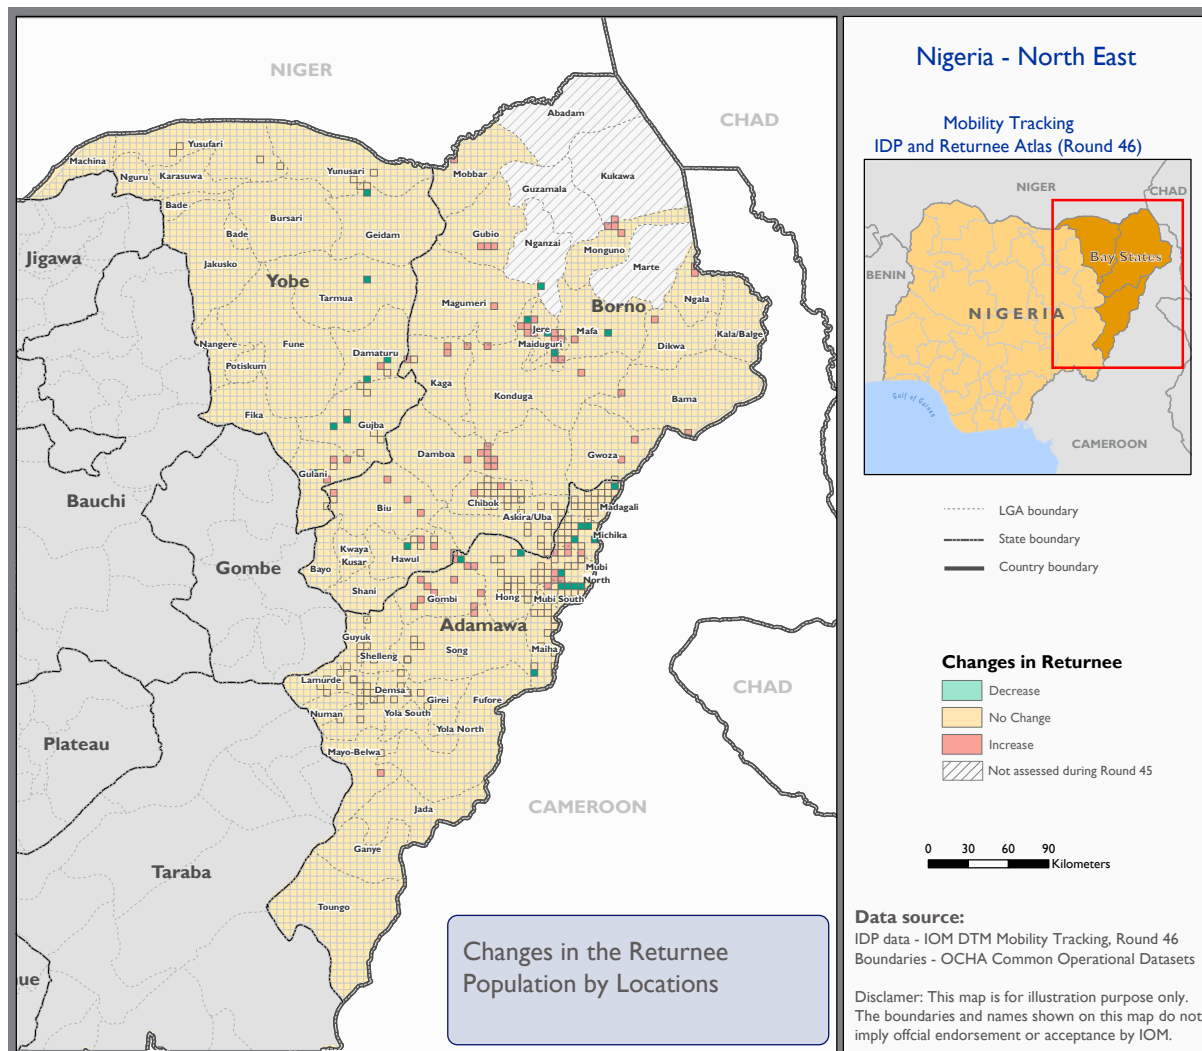 NIGER
CHAD
Abadam
Yusufari
Machina
Yunusari
Mobbar
Nguru
Karasuwa
Kukawa
Guzamala
Bade
Bursari
Bade
Geidam
Gubio
Nganzai
Monguno
Jigawa
Jakusko
Marte
Yobe
Tarmua
Magumeri
Borno
Ngala
Jere
Mafa
Kala/Balge
Nangere
Fune
Damaturu
Maiduguri
Dikwa
Potiskum
Kaga
Konduga
Bama
Fika
Gujba
Damboa
Gwoza
Gulani
Bauchi
Biu
Chibok
Madagali
Askira/Uba
Michika
Kwaya
Kusar
Hawul
Gombe
Bayo
Mubi
North
Shani
Gombi
Hong
Mubi South
Adamawa
Guyuk
Shelleng
Song
Maiha
Lamurde
Demsa
CHAD
Numan
Yola South
Girei
Fufore
Yola North
Plateau
Mayo-Belwa
CAMEROON
Jada
Ganye
Taraba
Toungo
ue
Changes in the Returnee
Population by Locations
Nigeria - North East
Mobility Tracking
IDP and Returnee Atlas (Round 46)
NIGER
CHAD
Bay States
BENIN
NIGERIA
Gulf of Guinea
CAMEROON
LGA boundary
State boundary
Country boundary
Changes in Returnee
Decrease
No Change
Increase
Not assessed during Round 45
0 30 60 90
Kilometers
Data source:
IDP data - IOM DTM Mobility Tracking, Round 46
Boundaries - OCHA Common Operational Datasets
Disclamer: This map is for illustration purpose only.
The boundaries and names shown on this map do not
imply offcial endorsement or acceptance by IOM.